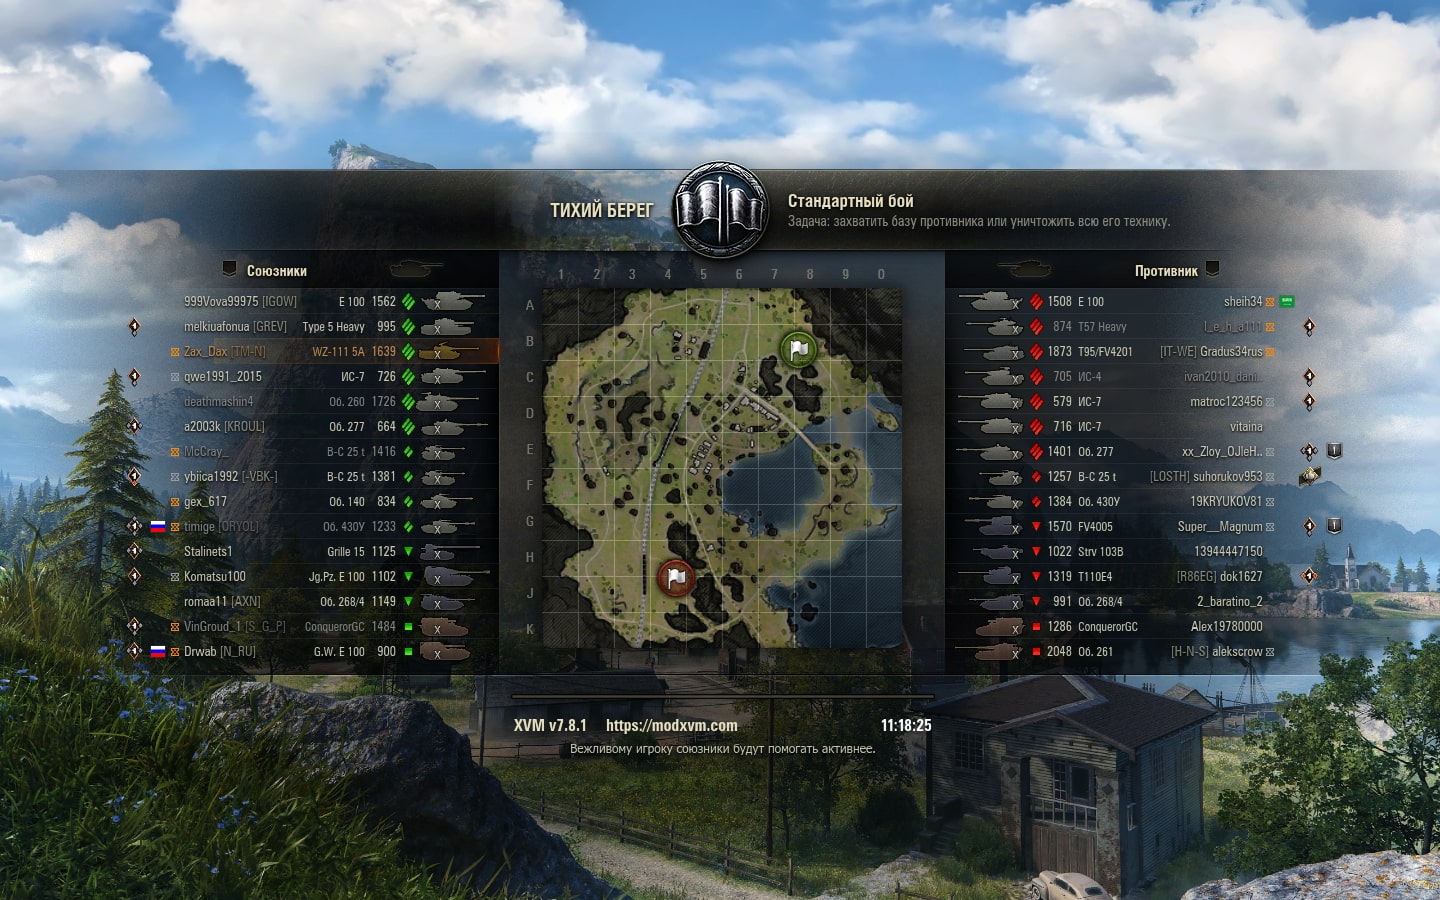 ТИХИЙ БЕРЕГ
Стандартный бой
Задача: захватить базу противника или уничтожить всю его технику.
Союзники
Противник
1 2 3 4 5 6 7 8 9 0
A
B
C
D
E
F
G
H
J
K
999Vova99975 [IGOW] E 100 1562
melkiuafonua [GREV] Type 5 Heavy 995
Zax_Dax [TM-N] WZ-111 5A 1639
qwe1991_2015 ИС-7 726
deathmashin4 Об. 260 1726
a2003k [KROUL] Об. 277 664
McCray_ B-C 25 t 1416
ybiica1992 [-VBK-] B-C 25 t 1381
gex_617 Об. 140 834
timige [ORYOL] Об. 430У 1233
Stalinets1 Grille 15 1125
Komatsu100 Jg.Pz. E 100 1102
romaa11 [AXN] Об. 268/4 1149
VinGroud_1 [S_G_P] ConquerorGC 1484
Drwab [N_RU] G.W. E 100 900
1508 E 100 sheih34
874 T57 Heavy l_e_h_a111
1873 T95/FV4201 [IT-WE] Gradus34rus
705 ИС-4 ivan2010_dani..
579 ИС-7 matroc123456
716 ИС-7 vitaina
1401 Об. 277 xx_Zloy_OJleH..
1257 B-C 25 t [LOSTH] suhorukov953
1384 Об. 430У 19KRYUKOV81
1570 FV4005 Super__Magnum
1022 Strv 103B 13944447150
1319 T110E4 [R86EG] dok1627
991 Об. 268/4 2_baratino_2
1286 ConquerorGC Alex19780000
2048 Об. 261 [H-N-S] alekscrow
XVM v7.8.1 https://modxvm.com 11:18:25
Вежливому игроку союзники будут помогать активнее.